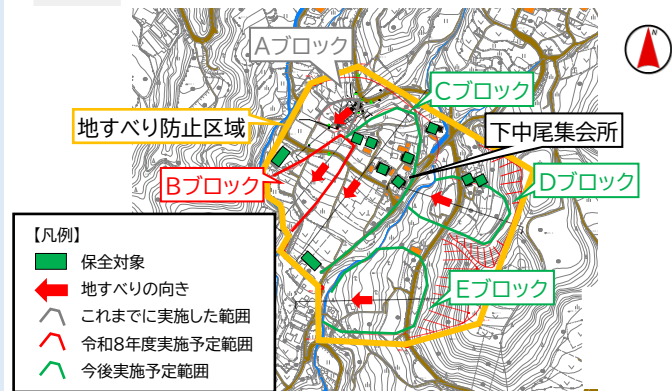 Aブロック
N
Cブロック
地すべり防止区域
下中尾集会所
Bブロック
Dブロック
Eブロック
【凡例】
保全対象
地すべりの向き
これまでに実施した範囲
令和8年度実施予定範囲
今後実施予定範囲